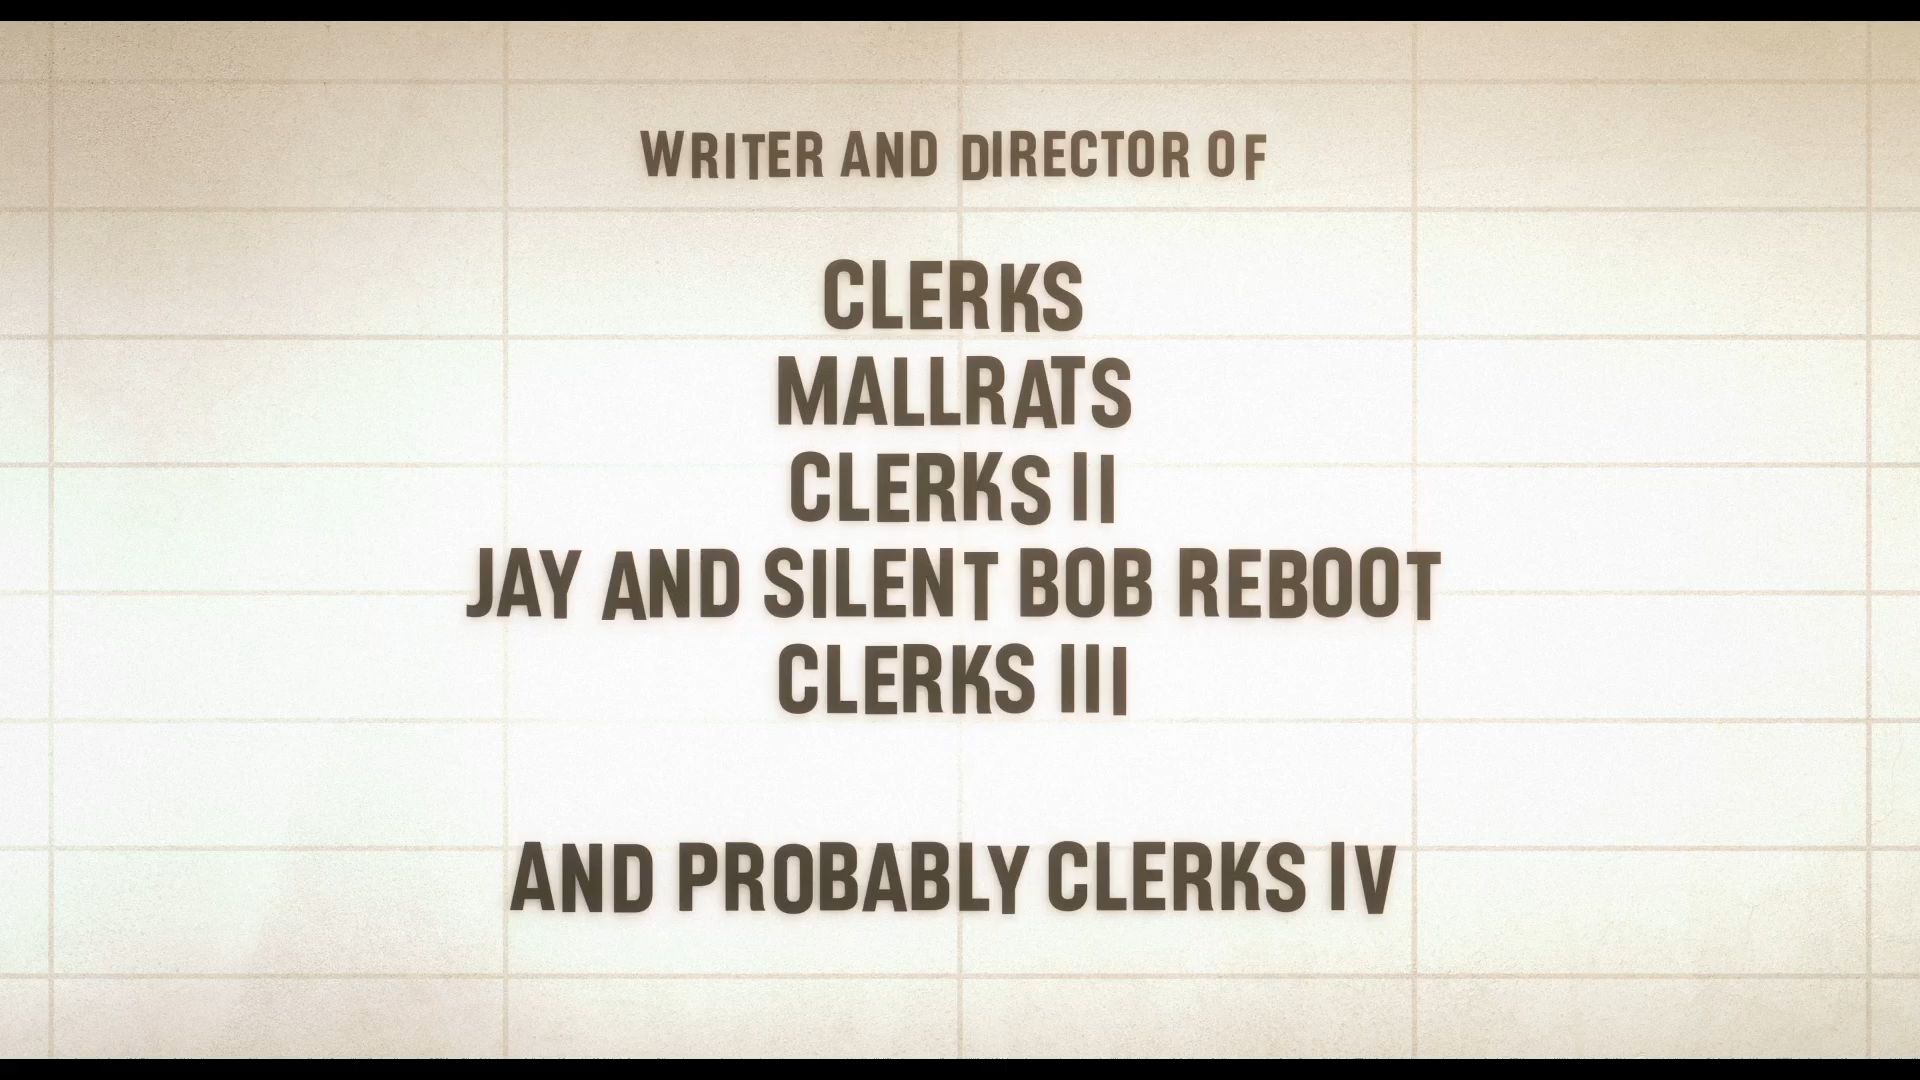 WRITER AND DIRECTOR OF
CLERKS
MALLRATS
CLERKS II
JAY AND SILENT BOB REBOOT
CLERKS III
AND PROBABLY CLERKS IV